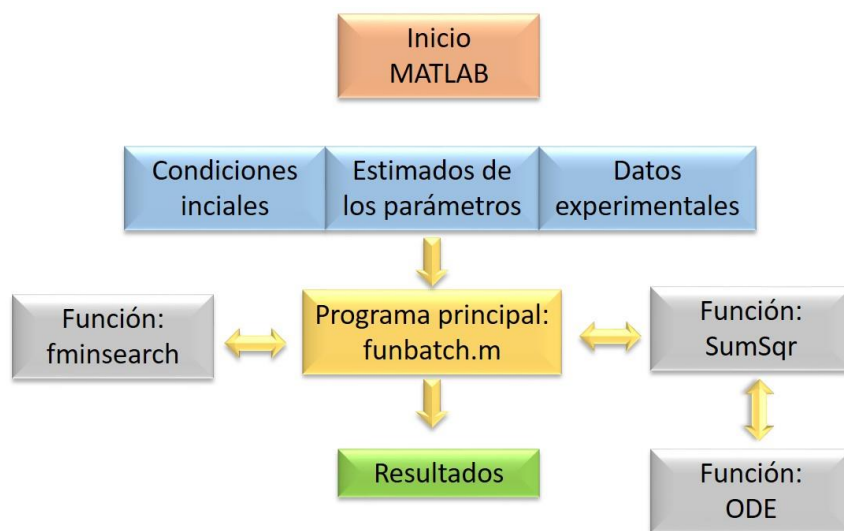 Inicio
MATLAB
Condiciones
inciales
Estimados de
los parámetros
Datos
experimentales
Función:
fminsearch
Programa principal:
funbatch.m
Función:
SumSqr
Resultados
Función:
ODE